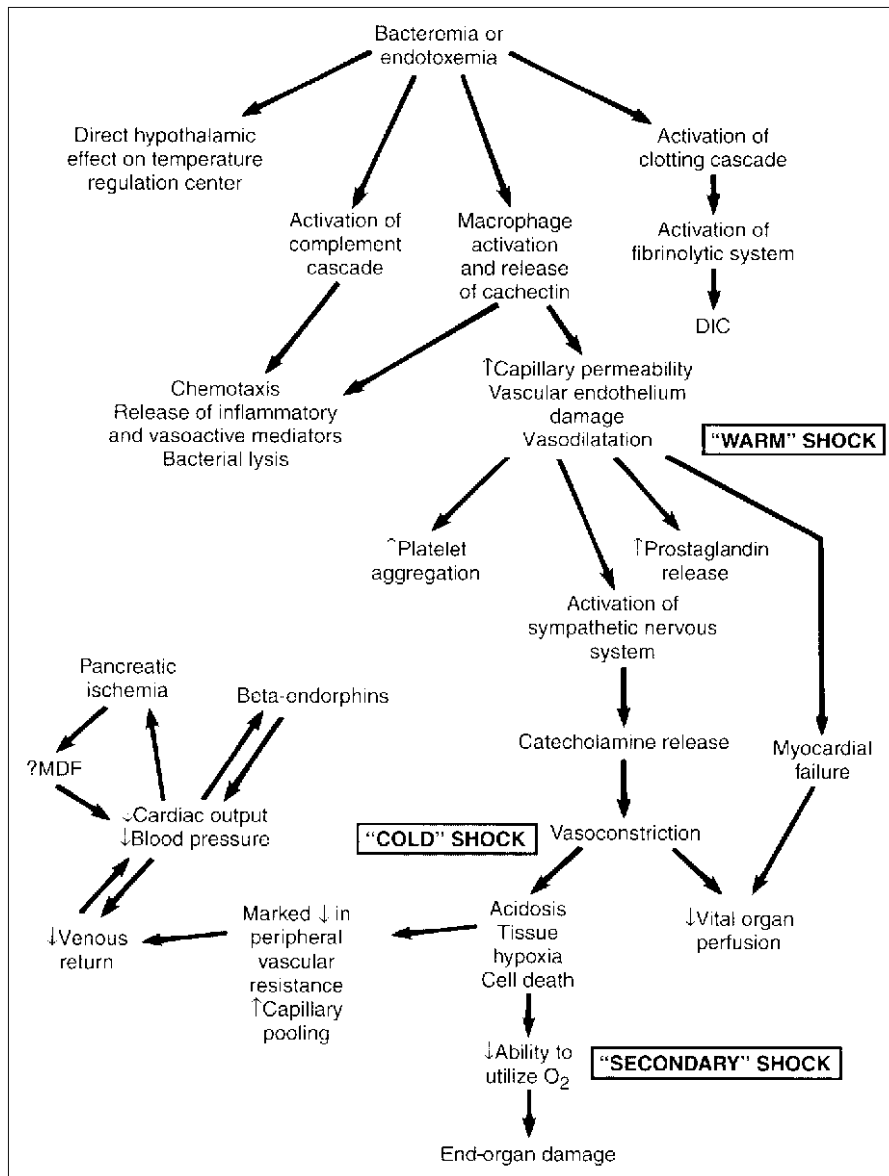 Bacteremia or
endotoxemia
Direct hypothalamic
effect on temperature
regulation center
Activation of
clotting cascade
Activation of
complement
cascade
Macrophage
activation
and release
of cachectin
Activation of
fibrinolytic system
DIC
Chemotaxis
Release of inflammatory
and vasoactive mediators
Bacterial lysis
↑Capillary permeability
Vascular endothelium
damage
Vasodilatation
"WARM" SHOCK
↑Platelet
aggregation
↑Prostaglandin
release
Activation of
sympathetic nervous
system
Pancreatic
ischemia
Beta-endorphins
?MDF
Catecholamine release
Myocardial
failure
↓Cardiac output
↓Blood pressure
"COLD" SHOCK
Vasoconstriction
↓Venous
return
Marked ↓ in
peripheral
vascular
resistance
↑Capillary
pooling
Acidosis
Tissue
hypoxia
Cell death
↓Vital organ
perfusion
↓Ability to
utilize O₂
"SECONDARY" SHOCK
End-organ damage